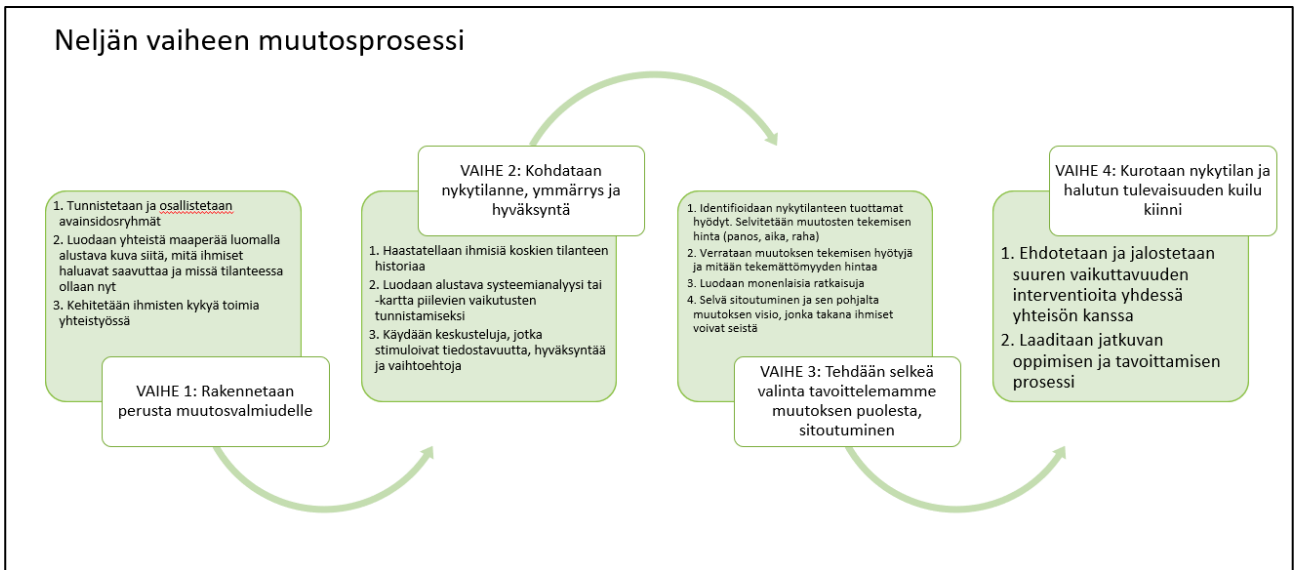 Neljän vaiheen muutosprosessi
1. Tunnistetaan ja osallistetaan
avainsidosryhmät
2. Luodaan yhteistä maaperää luomalla
alustava kuva siitä, mitä ihmiset
haluavat saavuttaa ja missä tilanteessa
ollaan nyt
3. Kehitetään ihmisten kykyä toimia
yhteistyössä
VAIHE 1: Rakennetaan
perusta muutosvalmiudelle
VAIHE 2: Kohdataan
nykytilanne, ymmärrys ja
hyväksyntä
1. Haastatellaan ihmisiä koskien tilanteen
historiaa
2. Luodaan alustava systeemianalyysi tai
-kartta piilevien vaikutusten
tunnistamiseksi
3. Käydään keskusteluja, jotka
stimuloivat tiedostavuutta, hyväksyntää
ja vaihtoehtoja
1. Identifioidaan nykytilanteen tuottamat
hyödyt. Selvitetään muutosten tekemisen
hinta (panos, aika, raha)
2. Verrataan muutoksen tekemisen hyötyjä
ja mitään tekemättömyyden hintaa
3. Luodaan monenlaisia ratkaisuja
4. Selvä sitoutuminen ja sen pohjalta
muutoksen visio, jonka takana ihmiset
voivat seistä
VAIHE 3: Tehdään selkeä
valinta tavoittelemamme
muutoksen puolesta,
sitoutuminen
VAIHE 4: Kurotaan nykytilan ja
halutun tulevaisuuden kuilu
kiinni
1. Ehdotetaan ja jalostetaan
suuren vaikuttavuuden
interventioita yhdessä
yhteisön kanssa
2. Laaditaan jatkuvan
oppimisen ja tavoittamisen
prosessi